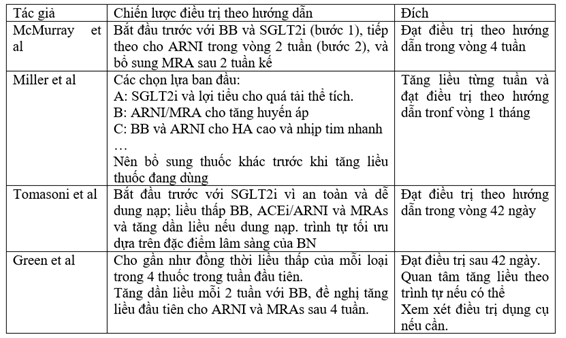 Tác giả
Chiến lược điều trị theo hướng dẫn
Đích
McMurray et
al
Bắt đầu trước với BB và SGLT2i (bước 1), tiếp
theo cho ARNI trong vòng 2 tuần (bước 2), và
bổ sung MRA sau 2 tuần kế
Đạt điều trị theo hướng
dẫn trong vòng 4 tuần
Miller et al
Các chọn lựa ban đầu:
A: SGLT2i và lợi tiểu cho quá tải thể tích.
B: ARNI/MRA cho tăng huyến áp
C: BB và ARNI cho HA cao và nhịp tim nhanh
…
Nên bổ sung thuốc khác trước khi tăng liều
thuốc đang dùng
Tăng liều từng tuần và
đạt điều trị theo hướng
dẫn tronf vòng 1 tháng
Tomasoni et al
Bắt đầu trước với SGLT2i vì an toàn và dễ
dung nạp; liều thấp BB, ACEi/ARNI và MRAs
và tăng dần liều nếu dung nạp. trình tự tối ưu
dựa trên đặc điểm lâm sàng của BN
Đạt điều trị theo hướng
dẫn trong vòng 42 ngày
Green et al
Cho gần như đồng thời liều thấp của mỗi loại
trong 4 thuốc trong tuần đầu tiên.
Tăng dần liều mỗi 2 tuần với BB, đề nghị tăng
liều đầu tiên cho ARNI và MRAs sau 4 tuần.
Đạt điều trị sau 42 ngày.
Quan tâm tăng liều theo
trình tự nếu có thể
Xem xét điều trị dụng cụ
nếu cần.